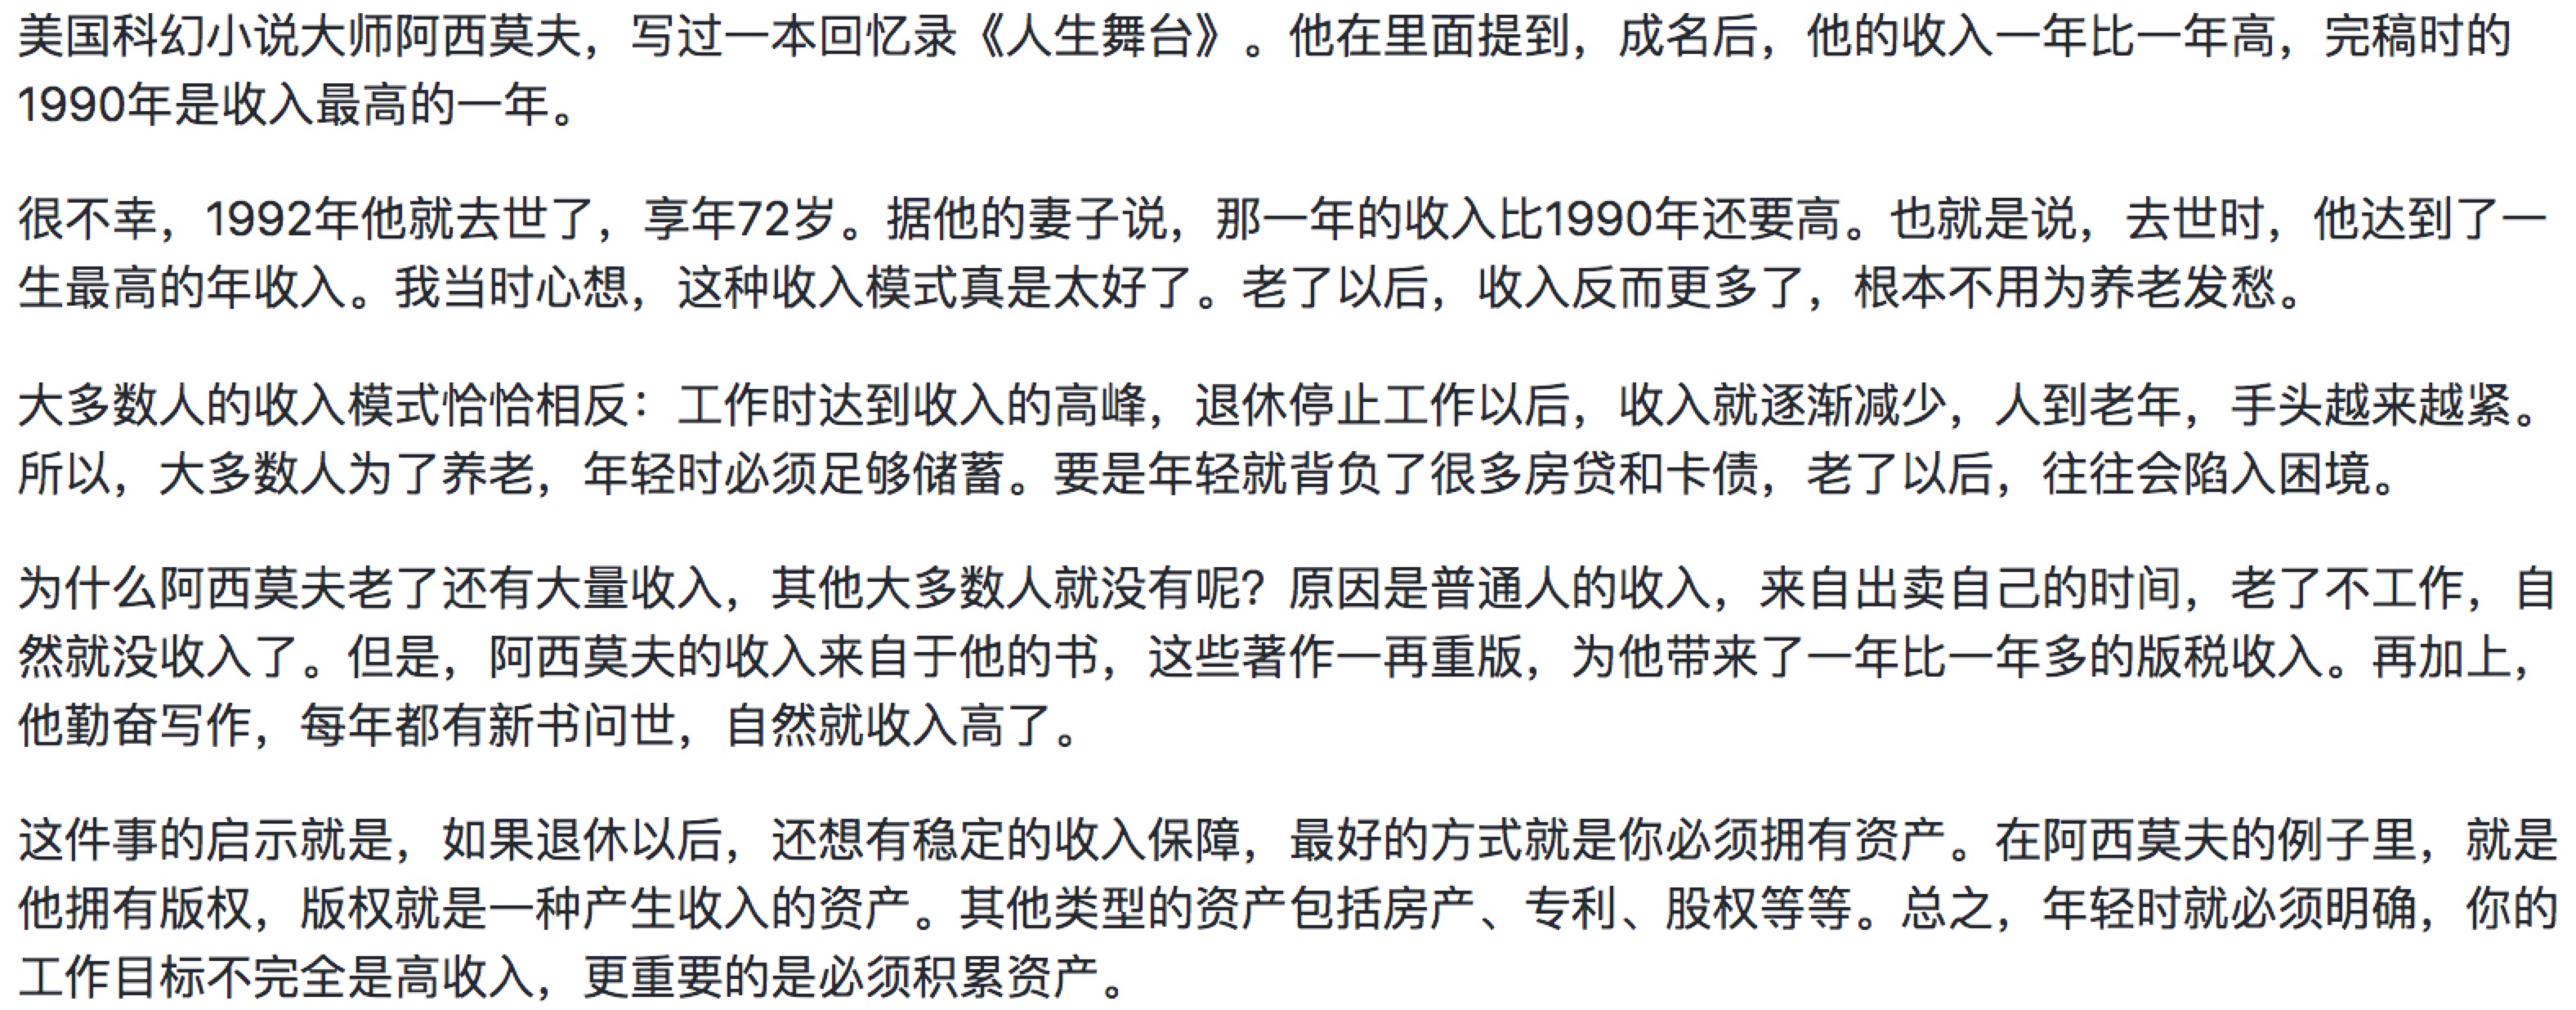 美国科幻小说大师阿西莫夫，写过一本回忆录《人生舞台》。他在里面提到，成名后，他的收入一年比一年高，完稿时的
1990年是收入最高的一年。
很不幸，1992年他就去世了，享年72岁。据他的妻子说，那一年的收入比1990年还要高。也就是说，去世时，他达到了一
生最高的年收入。我当时心想，这种收入模式真是太好了。老了以后，收入反而更多了，根本不用为养老发愁。
大多数人的收入模式恰恰相反：工作时达到收入的高峰，退休停止工作以后，收入就逐渐减少，人到老年，手头越来越紧。
所以，大多数人为了养老，年轻时必须足够储蓄。要是年轻就背负了很多房贷和卡债，老了以后，往往会陷入困境。
为什么阿西莫夫老了还有大量收入，其他大多数人就没有呢？原因是普通人的收入，来自出卖自己的时间，老了不工作，自
然就没收入了。但是，阿西莫夫的收入来自于他的书，这些著作一再重版，为他带来了一年比一年多的版税收入。再加上，
他勤奋写作，每年都有新书问世，自然就收入高了。
这件事的启示就是，如果退休以后，还想有稳定的收入保障，最好的方式就是你必须拥有资产。在阿西莫夫的例子里，就是
他拥有版权，版权就是一种产生收入的资产。其他类型的资产包括房产、专利、股权等等。总之，年轻时就必须明确，你的
工作目标不完全是高收入，更重要的是必须积累资产。